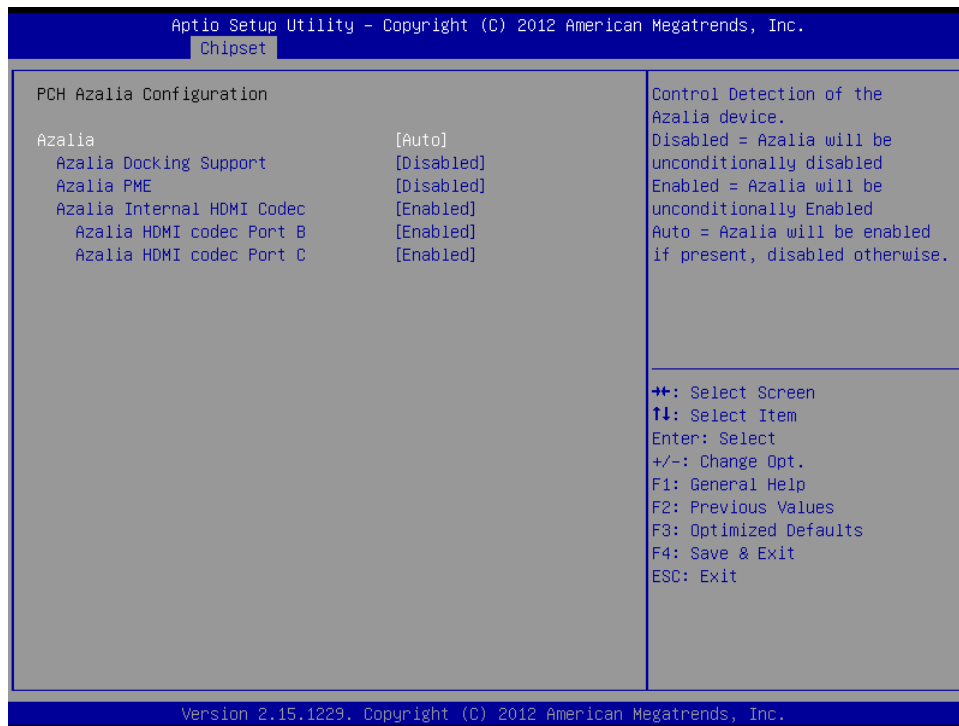 Aptio Setup Utility – Copyright (C) 2012 American Megatrends, Inc.
Chipset
PCH Azalia Configuration
Azalia [Auto]
Azalia Docking Support [Disabled]
Azalia PME [Disabled]
Azalia Internal HDMI Codec [Enabled]
Azalia HDMI codec Port B [Enabled]
Azalia HDMI codec Port C [Enabled]
Control Detection of the
Azalia device.
Disabled = Azalia will be
unconditionally disabled
Enabled = Azalia will be
unconditionally Enabled
Auto = Azalia will be enabled
if present, disabled otherwise.
→←: Select Screen
↑↓: Select Item
Enter: Select
+/-: Change Opt.
F1: General Help
F2: Previous Values
F3: Optimized Defaults
F4: Save & Exit
ESC: Exit
Version 2.15.1229. Copyright (C) 2012 American Megatrends, Inc.